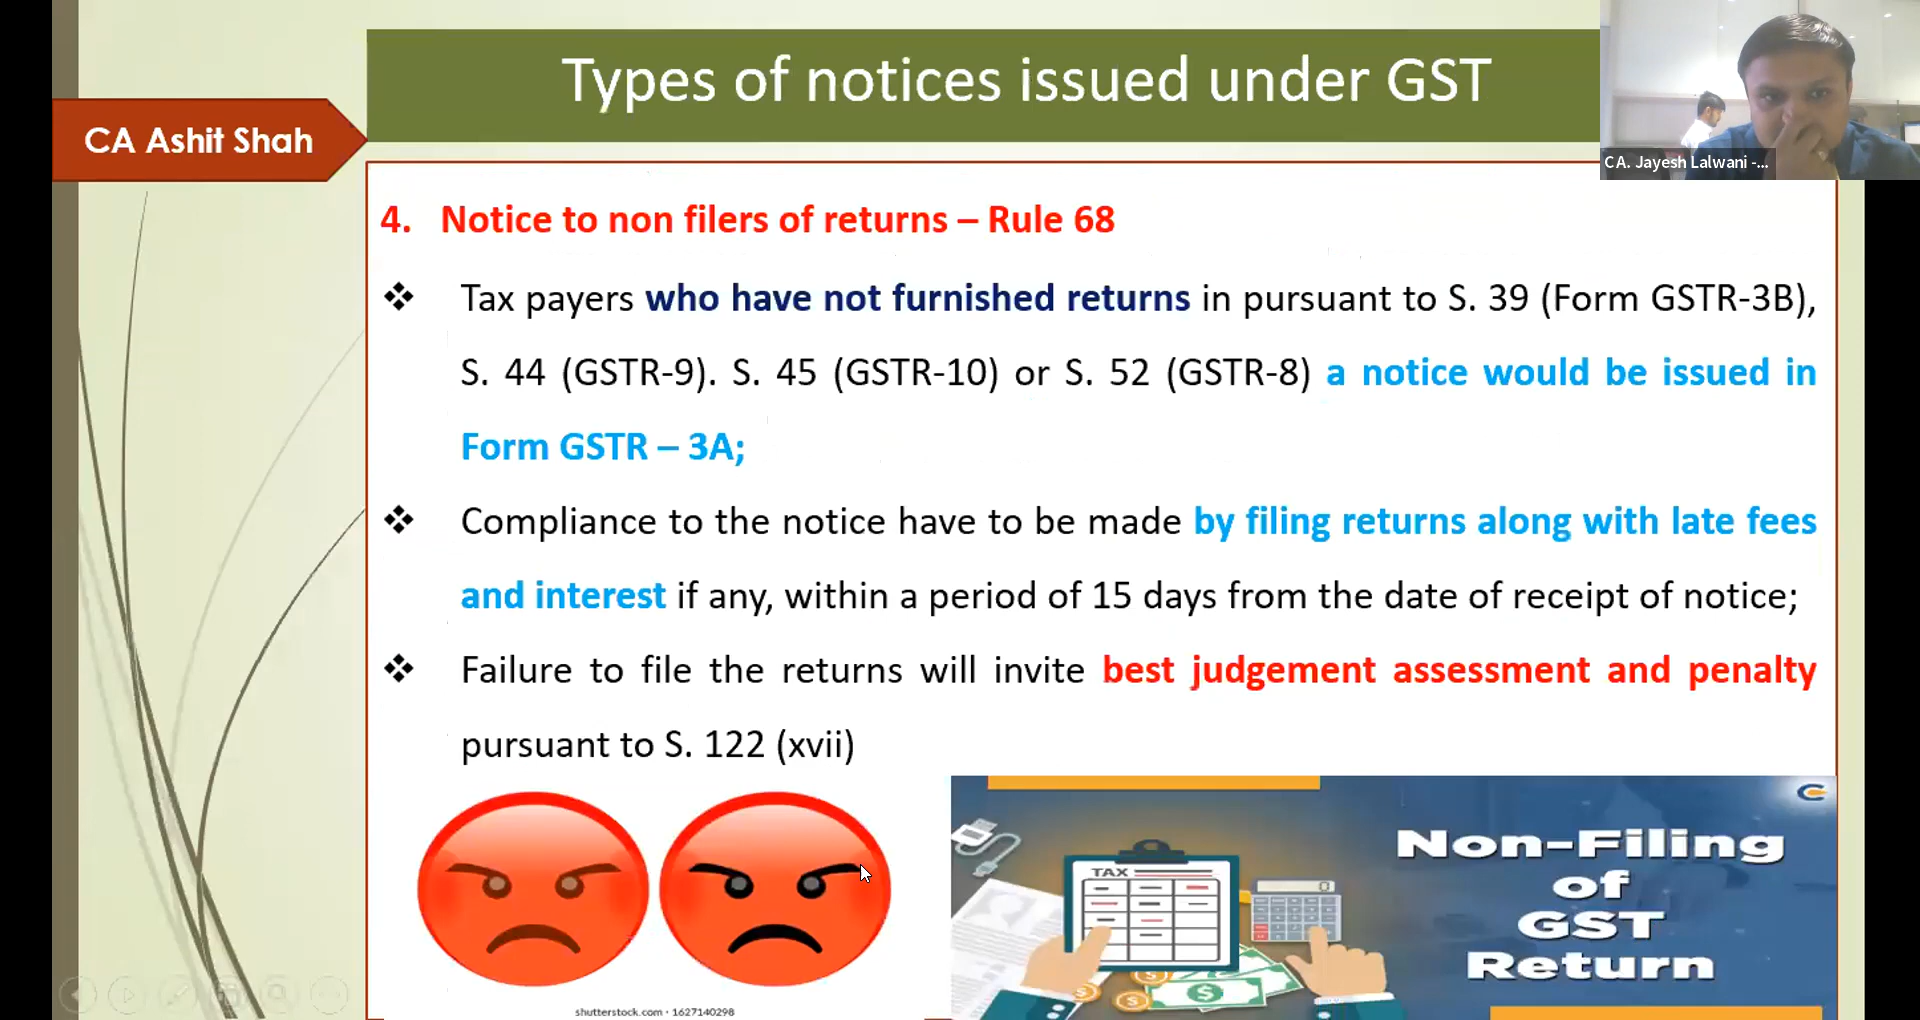 Types of notices issued under GST
CA Ashit Shah
CA. Jayesh Lalwani -...
4. Notice to non filers of returns – Rule 68
Tax payers who have not furnished returns in pursuant to S. 39 (Form GSTR-3B),
S. 44 (GSTR-9). S. 45 (GSTR-10) or S. 52 (GSTR-8) a notice would be issued in
Form GSTR – 3A;
Compliance to the notice have to be made by filing returns along with late fees
and interest if any, within a period of 15 days from the date of receipt of notice;
Failure to file the returns will invite best judgement assessment and penalty
pursuant to S. 122 (xvii)
TAX
0
Non-Filing
of
GST
Return
shutterstock.com · 1627140298